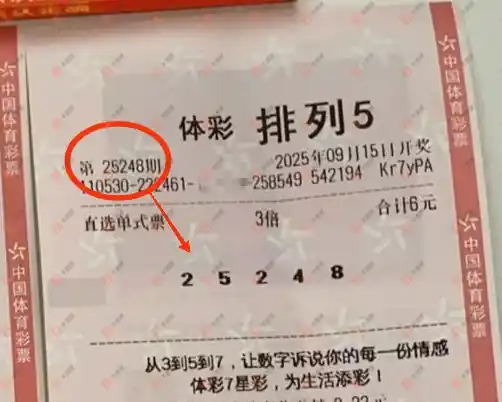 体彩 排列5
第 25246期 2025年09月15日开奖
110530-222461- 258549 542194 Kr7yPA
直选单式票 3倍 合计6元
2 5 2 4 8
从3到5到7，让数字诉说你的每一份情感
体彩7星彩，为生活添彩！
中国体育彩票
中国体育彩票